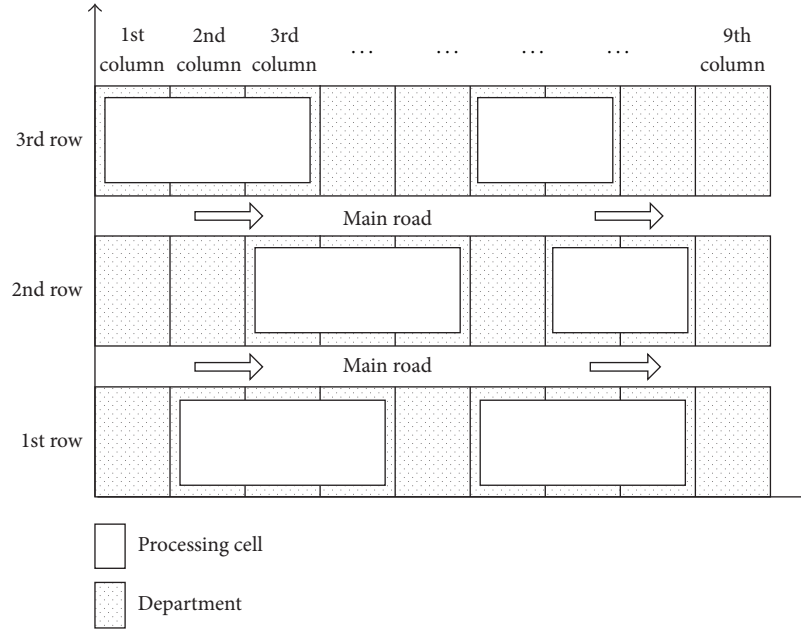 1st column
2nd column
3rd column
...
...
...
...
9th column
3rd row
Main road
2nd row
Main road
1st row
Processing cell
Department